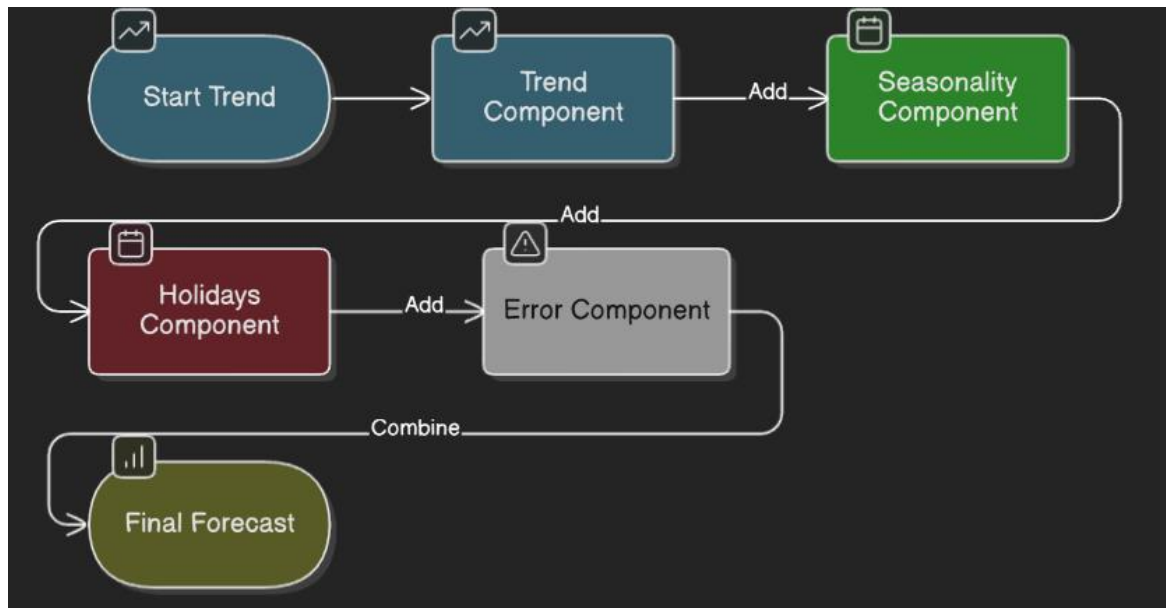 Start Trend
Trend
Component
Add
Seasonality
Component
Add
Holidays
Component
Add
Error Component
Combine
Final Forecast